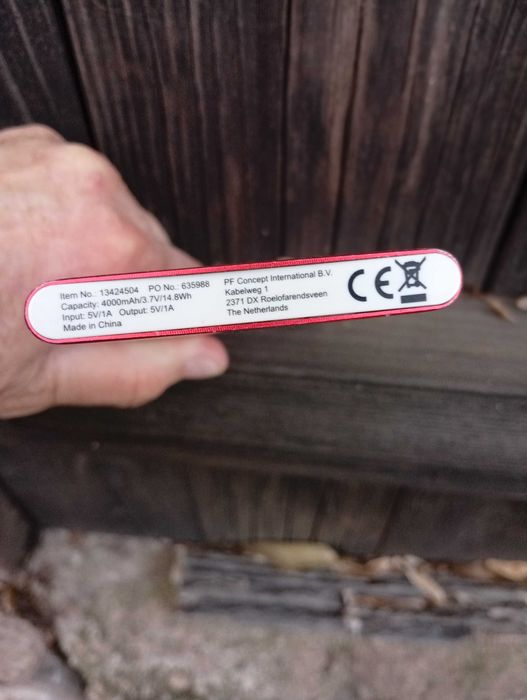 Item No.: 13424504 PO No.: 635988
Capacity: 4000mAh/3.7V/14.8Wh
Input: 5V/1A Output: 5V/1A
Made in China
PF Concept International B.V.
Kabelweg 1
2371 DX Roelofarendsveen
The Netherlands
CE